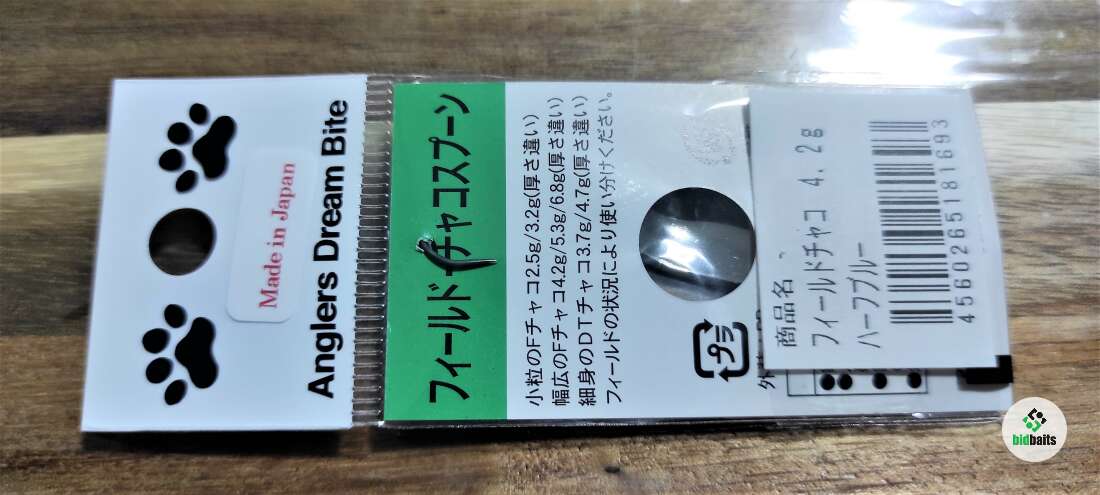 Made in Japan
Anglers Dream Bite
フィールドチャコスプーン
小粒のFチャコ2.5g/3.2g(厚さ違い)
幅広のFチャコ4.2g/5.3g/6.8g(厚さ違い)
細身のDTチャコ3.7g/4.7g(厚さ違い)
フィールドの状況により使い分けください。
プラ
商品名、
フィールドチャコ 4.2g
ハーフブルー
4560265181693
bidbaits